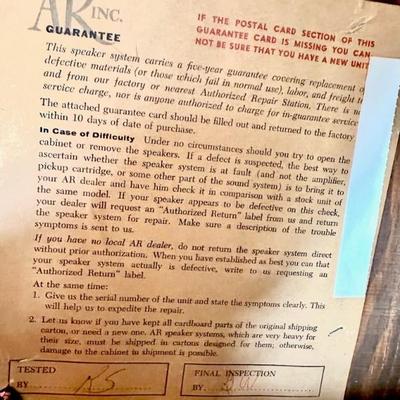 AR INC.
IF THE POSTAL CARD SECTION OF THIS
GUARANTEE CARD IS MISSING YOU CAN
NOT BE SURE THAT YOU HAVE A NEW UNIT
GUARANTEE
This speaker system carries a five-year guarantee covering replacement of
defective materials (or those which fail in normal use), labor, and freight to
and from our factory or nearest Authorized Repair Station. There is no
service charge, nor is anyone authorized to charge for in-guarantee service
The attached guarantee card should be filled out and returned to the factory
within 10 days of date of purchase.
In Case of Difficulty Under no circumstances should you try to open the
cabinet or remove the speakers. If a defect is suspected, the best way to
ascertain whether the speaker system is at fault (and not the amplifier,
pickup cartridge, or some other part of the sound system) is to bring it to
your AR dealer and have him check it in comparison with a stock unit of
the same model. If your speaker appears to be defective on this check,
your dealer will request an "Authorized Return" label from us and return
the speaker system for repair. Make sure a description of the trouble
symptoms is sent to us.
If you have no local AR dealer, do not return the speaker system direct
without prior authorization. When you have established as best you can that
your speaker system actually is defective, write to us requesting an
"Authorized Return" label.
At the same time:
1. Give us the serial number of the unit and state the symptoms clearly. This
will help us to expedite the repair.
2. Let us know if you have kept all cardboard parts of the original shipping
carton, or need a new one. AR speaker systems, which are very heavy for
their size, must be shipped in cartons designed for them; otherwise,
damage to the cabinet in shipment is possible.
TESTED
BY
FINAL INSPECTION
BY.